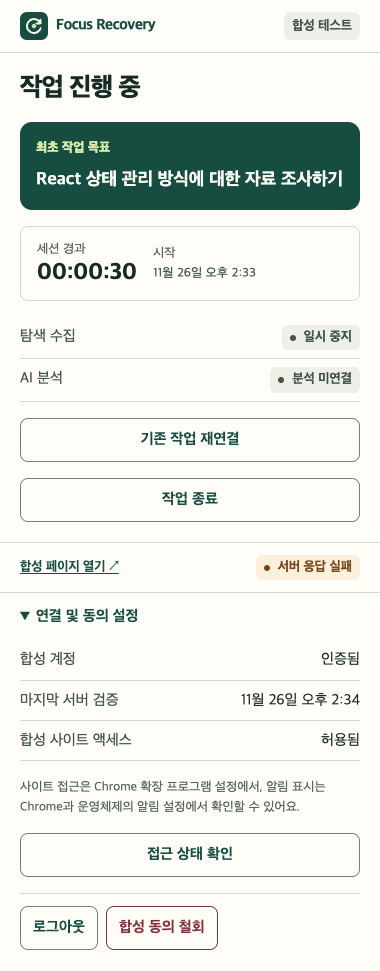 Focus Recovery
합성 테스트
작업 진행 중
최초 작업 목표
React 상태 관리 방식에 대한 자료 조사하기
세션 경과
00:00:30
시작
11월 26일 오후 2:33
탐색 수집
일시 중지
AI 분석
분석 미연결
기존 작업 재연결
작업 종료
합성 페이지 열기 ↗
서버 응답 실패
▼ 연결 및 동의 설정
합성 계정
인증됨
마지막 서버 검증
11월 26일 오후 2:34
합성 사이트 액세스
허용됨
사이트 접근은 Chrome 확장 프로그램 설정에서, 알림 표시는
Chrome과 운영체제의 알림 설정에서 확인할 수 있어요.
접근 상태 확인
로그아웃
합성 동의 철회